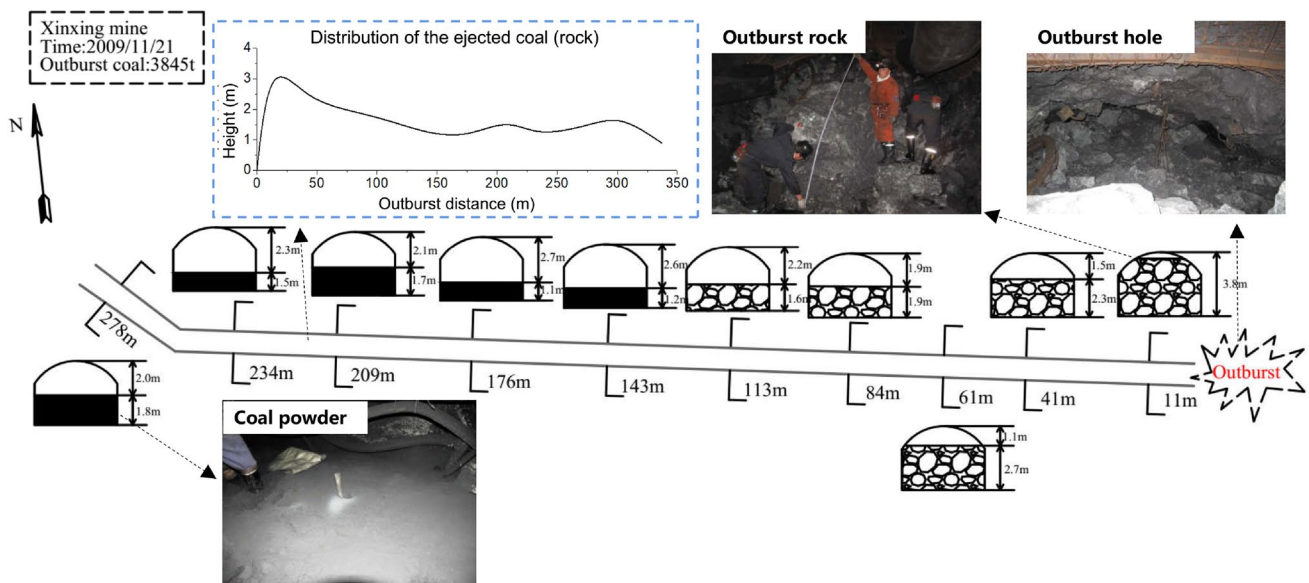 Xinxing mine
Time:2009/11/21
Outburst coal:3845t
N
Distribution of the ejected coal (rock)
Height (m)
4
3
2
1
0
0
50
100
150
200
250
300
350
Outburst distance (m)
Outburst rock
Outburst hole
2.3m
1.5m
2.1m
1.7m
2.7m
1.1m
2.6m
1.2m
2.2m
1.6m
1.9m
1.9m
1.5m
2.3m
3.8m
278m
234m
209m
176m
143m
113m
84m
61m
41m
11m
Outburst
2.0m
1.8m
Coal powder
1.1m
2.7m